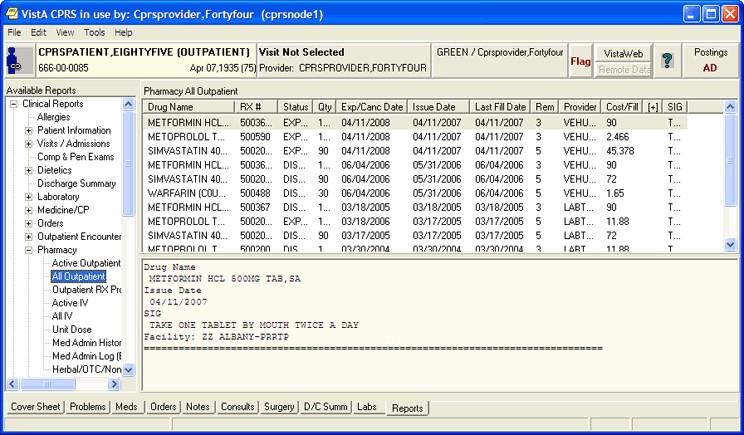 VistA CPRS in use by: Cprsprovider,Fortyfour (cprsnode1)
File Edit View Tools Help
CPRSPATIENT,EIGHTYFIVE (OUTPATIENT) Visit Not Selected GREEN / Cprsprovider,Fortyfour Flag VistaWeb ? Postings
666-00-0085 Apr 07,1935 (75) Provider: CPRSPROVIDER,FORTYFOUR Remote Data AD
Available Reports
Clinical Reports
Allergies
Patient Information
Visits / Admissions
Comp & Pen Exams
Dietetics
Discharge Summary
Laboratory
Medicine/CP
Orders
Outpatient Encounter
Pharmacy
Active Outpatient
All Outpatient
Outpatient RX Pro
Active IV
All IV
Unit Dose
Med Admin Histor
Med Admin Log (B
Herbal/OTC/Non
Pharmacy All Outpatient
Drug Name RX # Status Qty Exp/Canc Date Issue Date Last Fill Date Rem Provider Cost/Fill [+] SIG
METFORMIN HCL... 50036... EXP... 1... 04/11/2008 04/11/2007 04/11/2007 3 VEHU... 90 T...
METOPROLOL T... 500590 EXP... 1... 04/11/2008 04/11/2007 04/11/2007 3 VEHU... 2.466 T...
SIMVASTATIN 40... 50020... EXP... 90 04/11/2008 04/11/2007 04/11/2007 5 VEHU... 45.378 T...
METFORMIN HCL... 50036... DIS... 1... 06/04/2006 05/31/2006 06/04/2006 3 VEHU... 90 T...
SIMVASTATIN 40... 50020... DIS... 90 06/04/2006 05/31/2006 06/04/2006 5 VEHU... 72 T...
WARFARIN (COU... 500488 DIS... 30 06/04/2006 05/31/2006 06/04/2006 5 VEHU... 1.65 T...
METFORMIN HCL... 500367 DIS... 1... 03/18/2006 03/18/2005 03/18/2005 3 LABT... 90 T...
METOPROLOL T... 50020... EXP... 1... 03/18/2006 03/17/2005 03/17/2005 3 LABT... 11.88 T...
SIMVASTATIN 40... 50020... DIS... 90 03/18/2006 03/17/2005 03/17/2005 5 LABT... 72 T...
METOPROLOL T... 50020... DIS... 1... 03/17/2005 03/30/2004 03/30/2004 3 LABT... 11.88 T...
Drug Name
METFORMIN HCL 500MG TAB,SA
Issue Date
04/11/2007
SIG
TAKE ONE TABLET BY MOUTH TWICE A DAY
Facility: ZZ ALBANY-PRRTP
Cover Sheet Problems Meds Orders Notes Consults Surgery D/C Summ Labs Reports